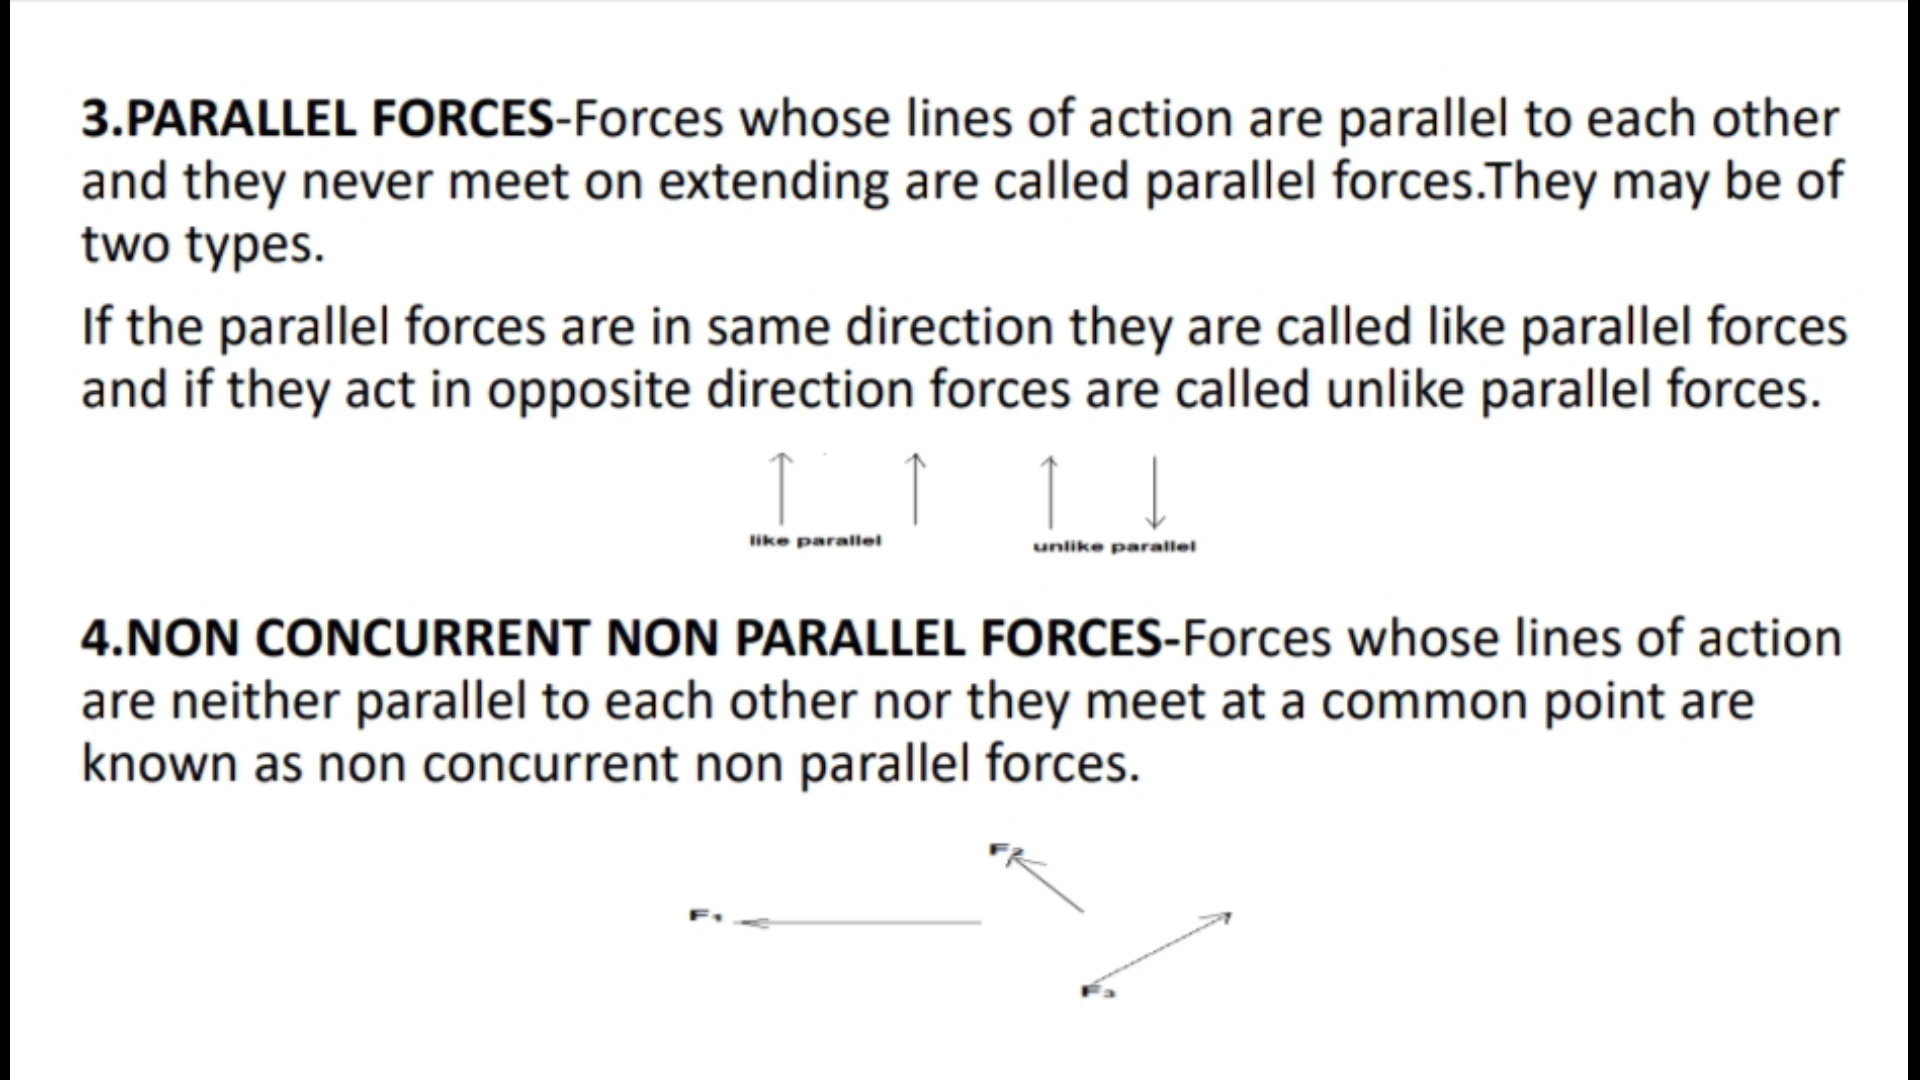 3.PARALLEL FORCES-Forces whose lines of action are parallel to each other
and they never meet on extending are called parallel forces.They may be of
two types.
If the parallel forces are in same direction they are called like parallel forces
and if they act in opposite direction forces are called unlike parallel forces.
like parallel
unlike parallel
4.NON CONCURRENT NON PARALLEL FORCES-Forces whose lines of action
are neither parallel to each other nor they meet at a common point are
known as non concurrent non parallel forces.
F2
F1
F3